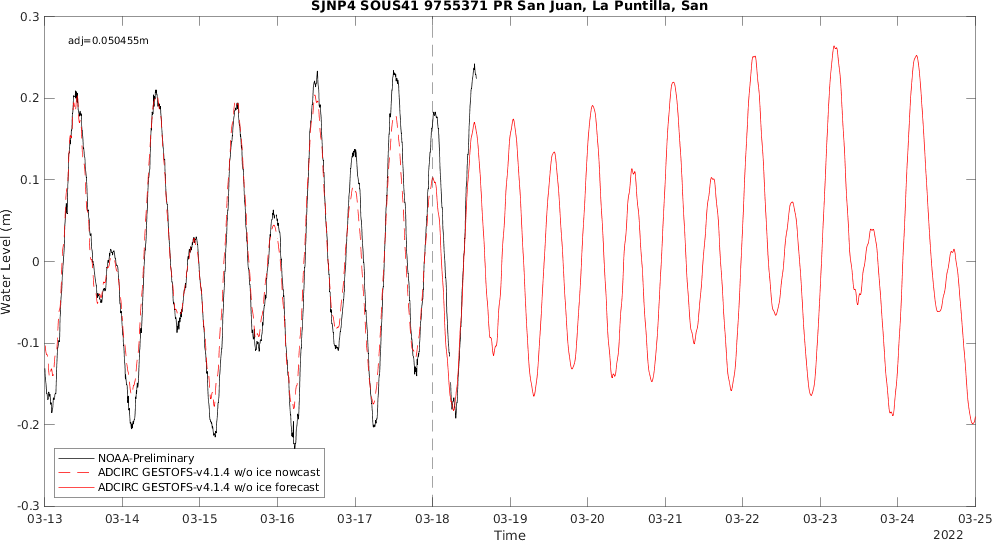 SJNP4 SOUS41 9755371 PR San Juan, La Puntilla, San
adj=0.050455m
0.3
0.2
0.1
0
-0.1
-0.2
-0.3
Water Level (m)
NOAA-Preliminary
ADCIRC GESTOFS-v4.1.4 w/o ice nowcast
ADCIRC GESTOFS-v4.1.4 w/o ice forecast
03-13 03-14 03-15 03-16 03-17 03-18 03-19 03-20 03-21 03-22 03-23 03-24 03-25
Time
2022